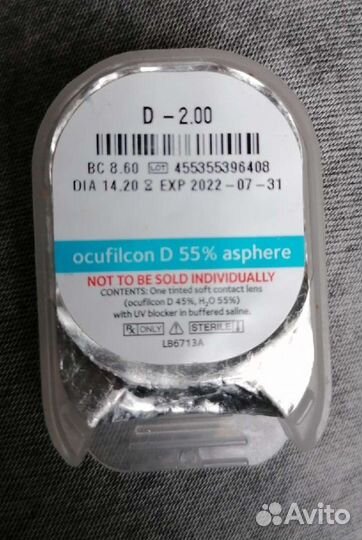 D -2.00
BC 8.60 LOT 455355396408
DIA 14.20 ⌛ EXP 2022-07-31
ocufilcon D 55% asphere
NOT TO BE SOLD INDIVIDUALLY
CONTENTS: One tinted soft contact lens
(ocufilcon D 45%, H₂O 55%)
with UV blocker in buffered saline.
Rx ONLY STERILE
LB6713A
Avito